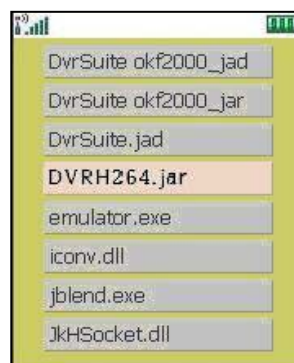 DvrSuite okf2000_jad
DvrSuite okf2000_jar
DvrSuite.jad
DVRH264.jar
emulator.exe
iconv.dll
jblend.exe
JkHSocket.dll